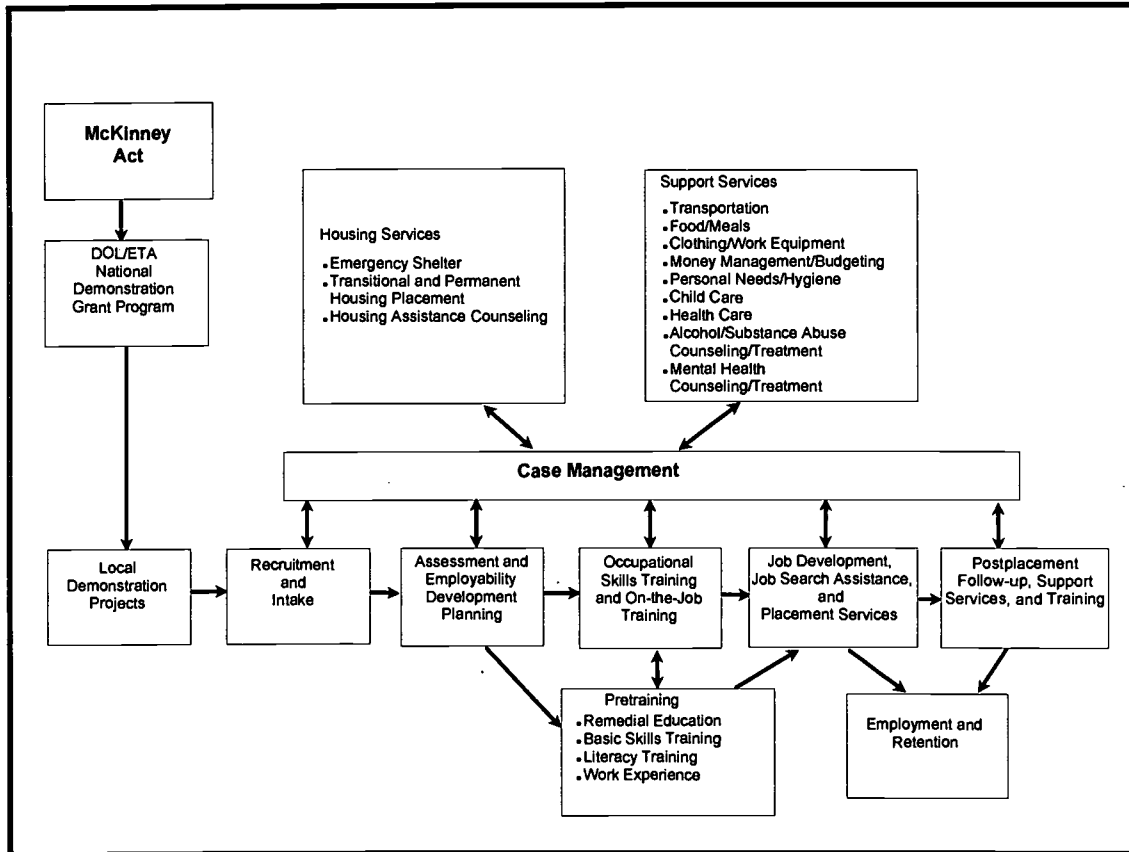 McKinney
Act
DOL/ETA
National
Demonstration
Grant Program
Housing Services
.Emergency Shelter
.Transitional and Permanent
Housing Placement
.Housing Assistance Counseling
Support Services
.Transportation
.Food/Meals
.Clothing/Work Equipment
.Money Management/Budgeting
.Personal Needs/Hygiene
.Child Care
.Health Care
.Alcohol/Substance Abuse
Counseling/Treatment
.Mental Health
Counseling/Treatment
Case Management
Local
Demonstration
Projects
Recruitment
and
Intake
Assessment and
Employability
Development
Planning
Occupational
Skills Training
and On-the-Job
Training
Job Development,
Job Search Assistance,
and
Placement Services
Postplacement
Follow-up, Support
Services, and Training
Pretraining
.Remedial Education
.Basic Skills Training
.Literacy Training
.Work Experience
Employment and
Retention